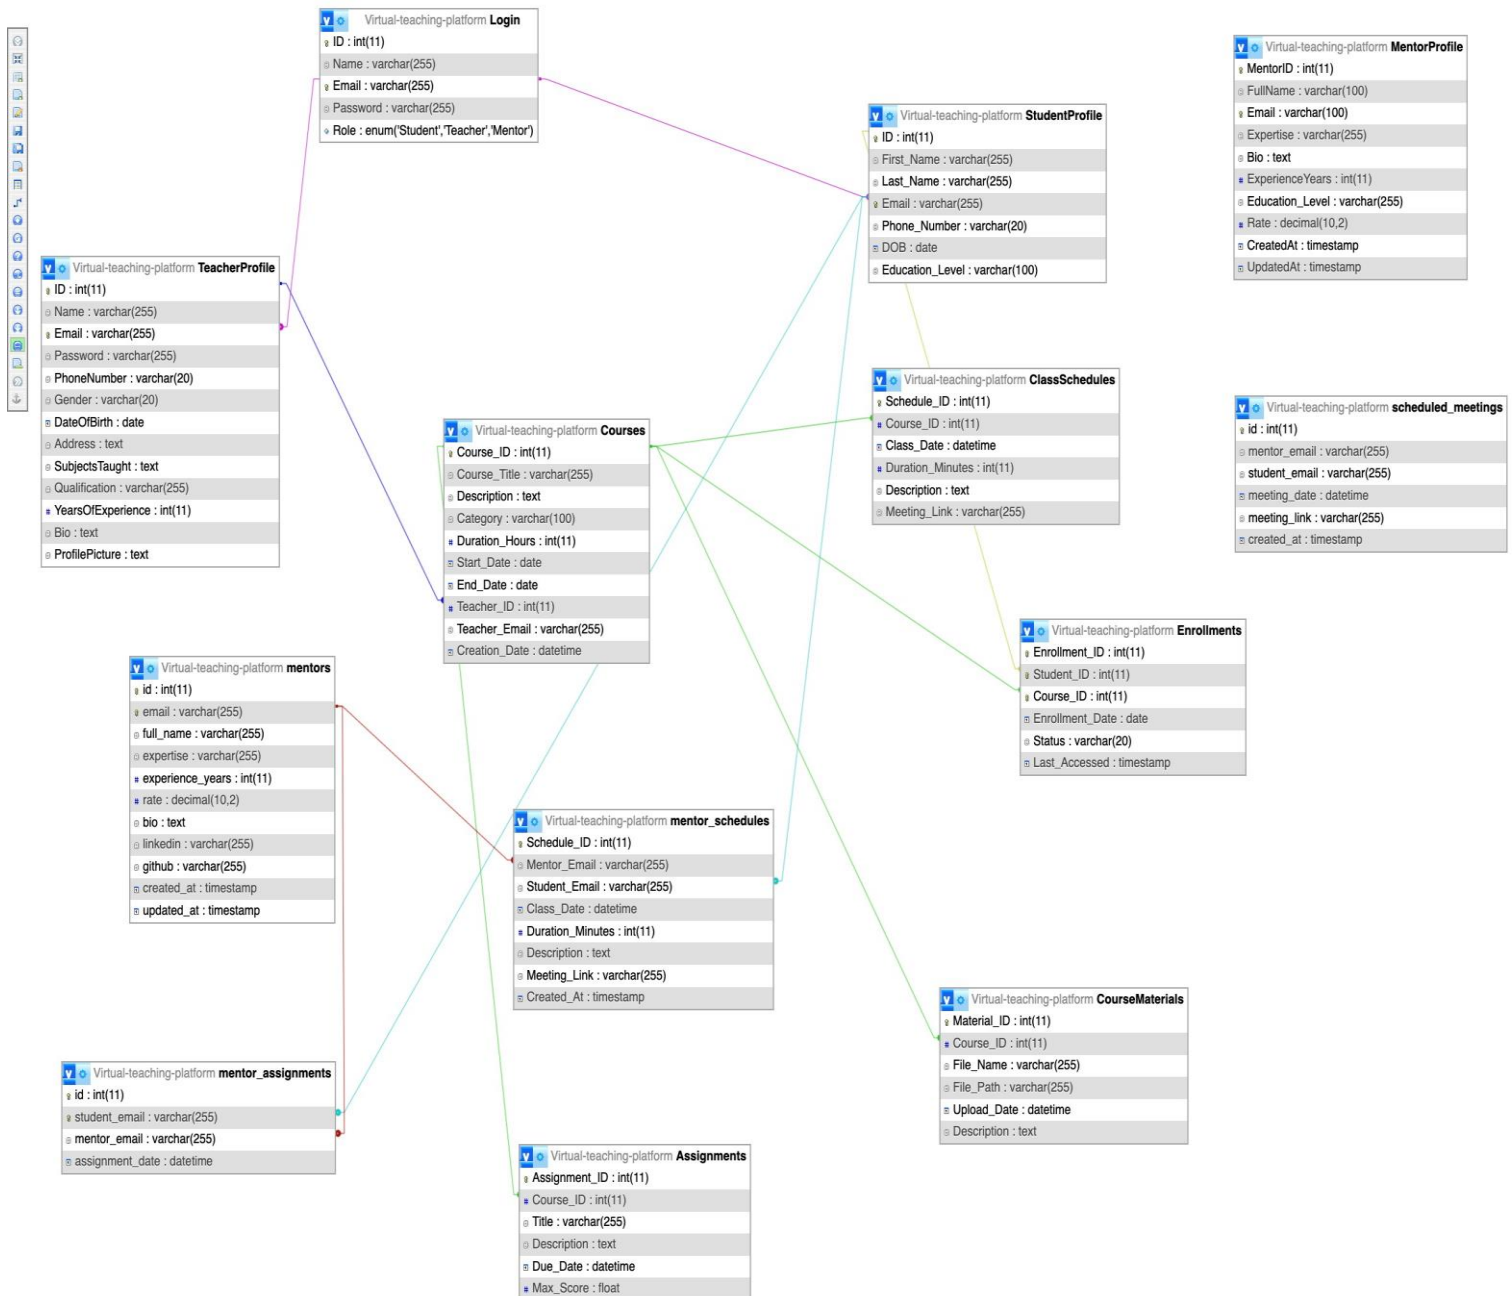 Virtual-teaching-platform Login
ID : int(11)
Name : varchar(255)
Email : varchar(255)
Password : varchar(255)
Role : enum('Student','Teacher','Mentor')
Virtual-teaching-platform MentorProfile
MentorID : int(11)
FullName : varchar(100)
Email : varchar(100)
Expertise : varchar(255)
Bio : text
ExperienceYears : int(11)
Education_Level : varchar(255)
Rate : decimal(10,2)
CreatedAt : timestamp
UpdatedAt : timestamp
Virtual-teaching-platform StudentProfile
ID : int(11)
First_Name : varchar(255)
Last_Name : varchar(255)
Email : varchar(255)
Phone_Number : varchar(20)
DOB : date
Education_Level : varchar(100)
Virtual-teaching-platform TeacherProfile
ID : int(11)
Name : varchar(255)
Email : varchar(255)
Password : varchar(255)
PhoneNumber : varchar(20)
Gender : varchar(20)
DateOfBirth : date
Address : text
SubjectsTaught : text
Qualification : varchar(255)
YearsOfExperience : int(11)
Bio : text
ProfilePicture : text
Virtual-teaching-platform ClassSchedules
Schedule_ID : int(11)
Course_ID : int(11)
Class_Date : datetime
Duration_Minutes : int(11)
Description : text
Meeting_Link : varchar(255)
Virtual-teaching-platform scheduled_meetings
id : int(11)
mentor_email : varchar(255)
student_email : varchar(255)
meeting_date : datetime
meeting_link : varchar(255)
created_at : timestamp
Virtual-teaching-platform Courses
Course_ID : int(11)
Course_Title : varchar(255)
Description : text
Category : varchar(100)
Duration_Hours : int(11)
Start_Date : date
End_Date : date
Teacher_ID : int(11)
Teacher_Email : varchar(255)
Creation_Date : datetime
Virtual-teaching-platform Enrollments
Enrollment_ID : int(11)
Student_ID : int(11)
Course_ID : int(11)
Enrollment_Date : date
Status : varchar(20)
Last_Accessed : timestamp
Virtual-teaching-platform mentors
id : int(11)
email : varchar(255)
full_name : varchar(255)
expertise : varchar(255)
experience_years : int(11)
rate : decimal(10,2)
bio : text
linkedin : varchar(255)
github : varchar(255)
created_at : timestamp
updated_at : timestamp
Virtual-teaching-platform mentor_schedules
Schedule_ID : int(11)
Mentor_Email : varchar(255)
Student_Email : varchar(255)
Class_Date : datetime
Duration_Minutes : int(11)
Description : text
Meeting_Link : varchar(255)
Created_At : timestamp
Virtual-teaching-platform CourseMaterials
Material_ID : int(11)
Course_ID : int(11)
File_Name : varchar(255)
File_Path : varchar(255)
Upload_Date : datetime
Description : text
Virtual-teaching-platform mentor_assignments
id : int(11)
student_email : varchar(255)
mentor_email : varchar(255)
assignment_date : datetime
Virtual-teaching-platform Assignments
Assignment_ID : int(11)
Course_ID : int(11)
Title : varchar(255)
Description : text
Due_Date : datetime
Max_Score : float